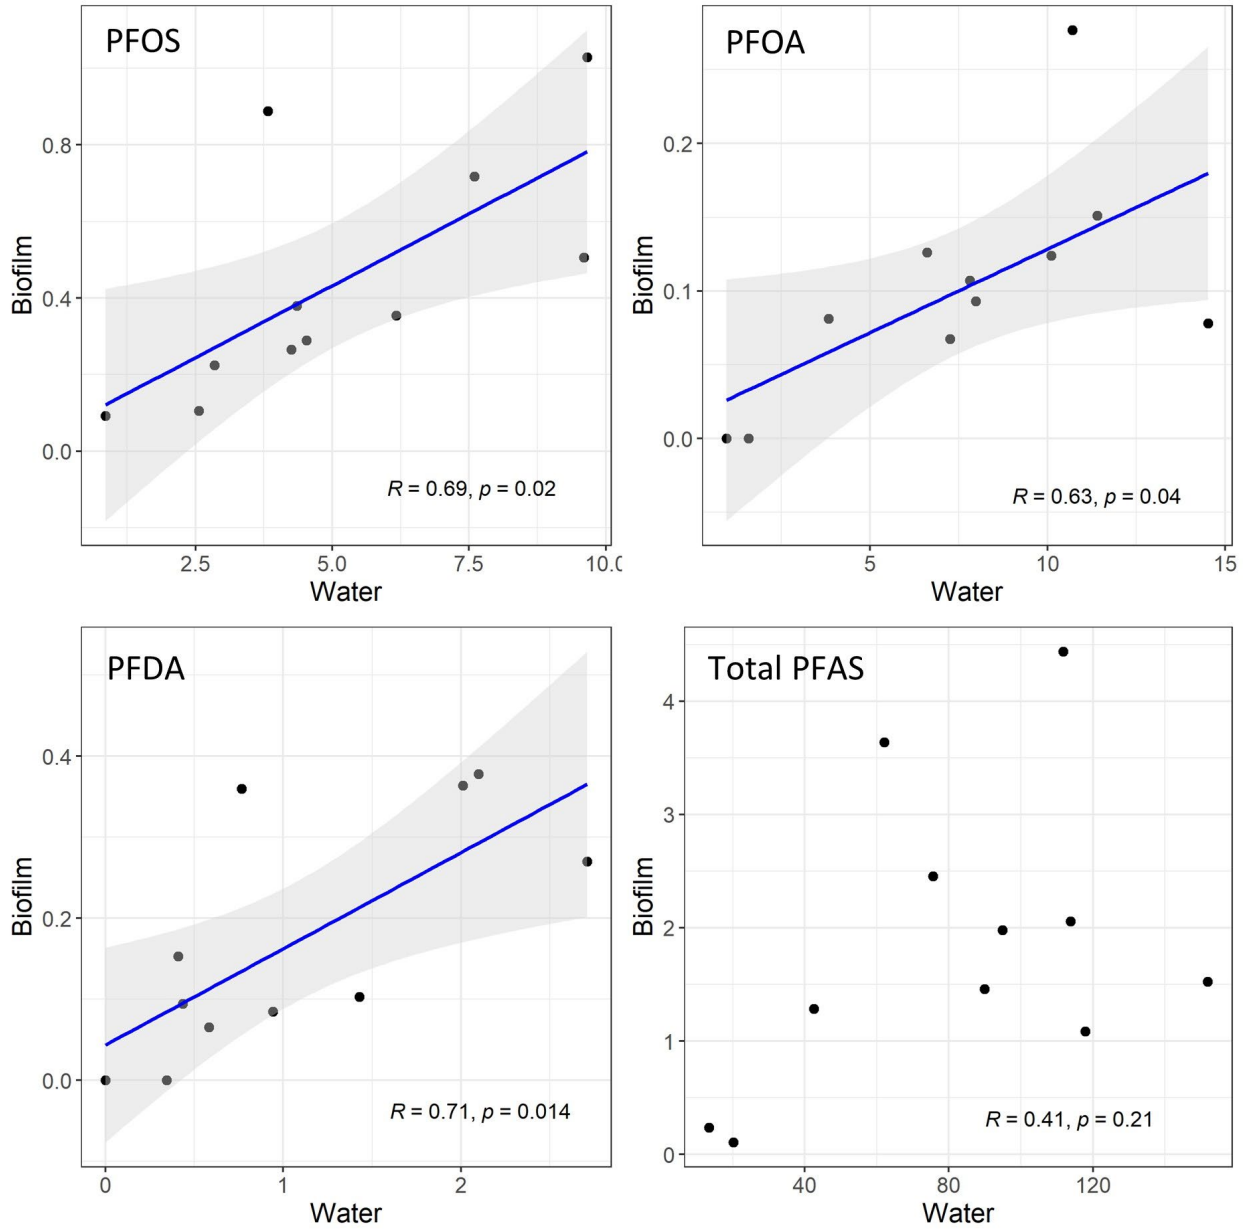 PFOS
0.8
0.4
0.0
Biofilm
R = 0.69, p = 0.02
2.5 5.0 7.5 10.0
Water
PFOA
0.2
0.1
0.0
Biofilm
R = 0.63, p = 0.04
5 10 15
Water
PFDA
0.4
0.2
0.0
Biofilm
R = 0.71, p = 0.014
0 1 2
Water
Total PFAS
4
3
2
1
0
Biofilm
R = 0.41, p = 0.21
40 80 120
Water